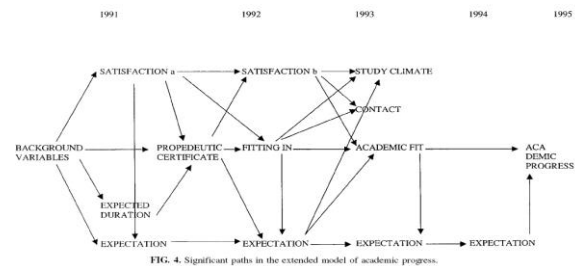 1991 1992 1993 1994 1995
SATISFACTION a SATISFACTION b STUDY CLIMATE
CONTACT
BACKGROUND PROPEDEUTIC FITTING IN ACADEMIC FIT ACA
VARIABLES CERTIFICATE DEMIC
PROGRESS
EXPECTED
DURATION
EXPECTATION EXPECTATION EXPECTATION EXPECTATION
FIG. 4. Significant paths in the extended model of academic progress.